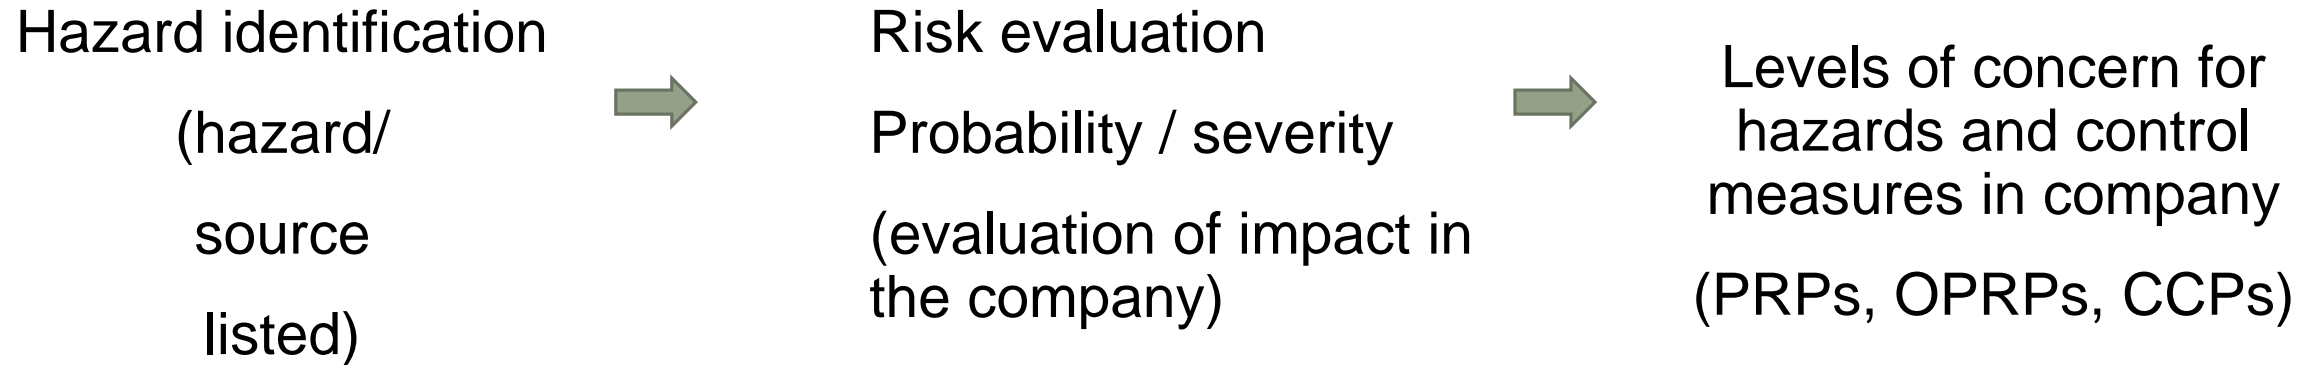 Hazard identification
(hazard/
source
listed)
Risk evaluation
Probability / severity
(evaluation of impact in
the company)
Levels of concern for
hazards and control
measures in company
(PRPs, OPRPs, CCPs)